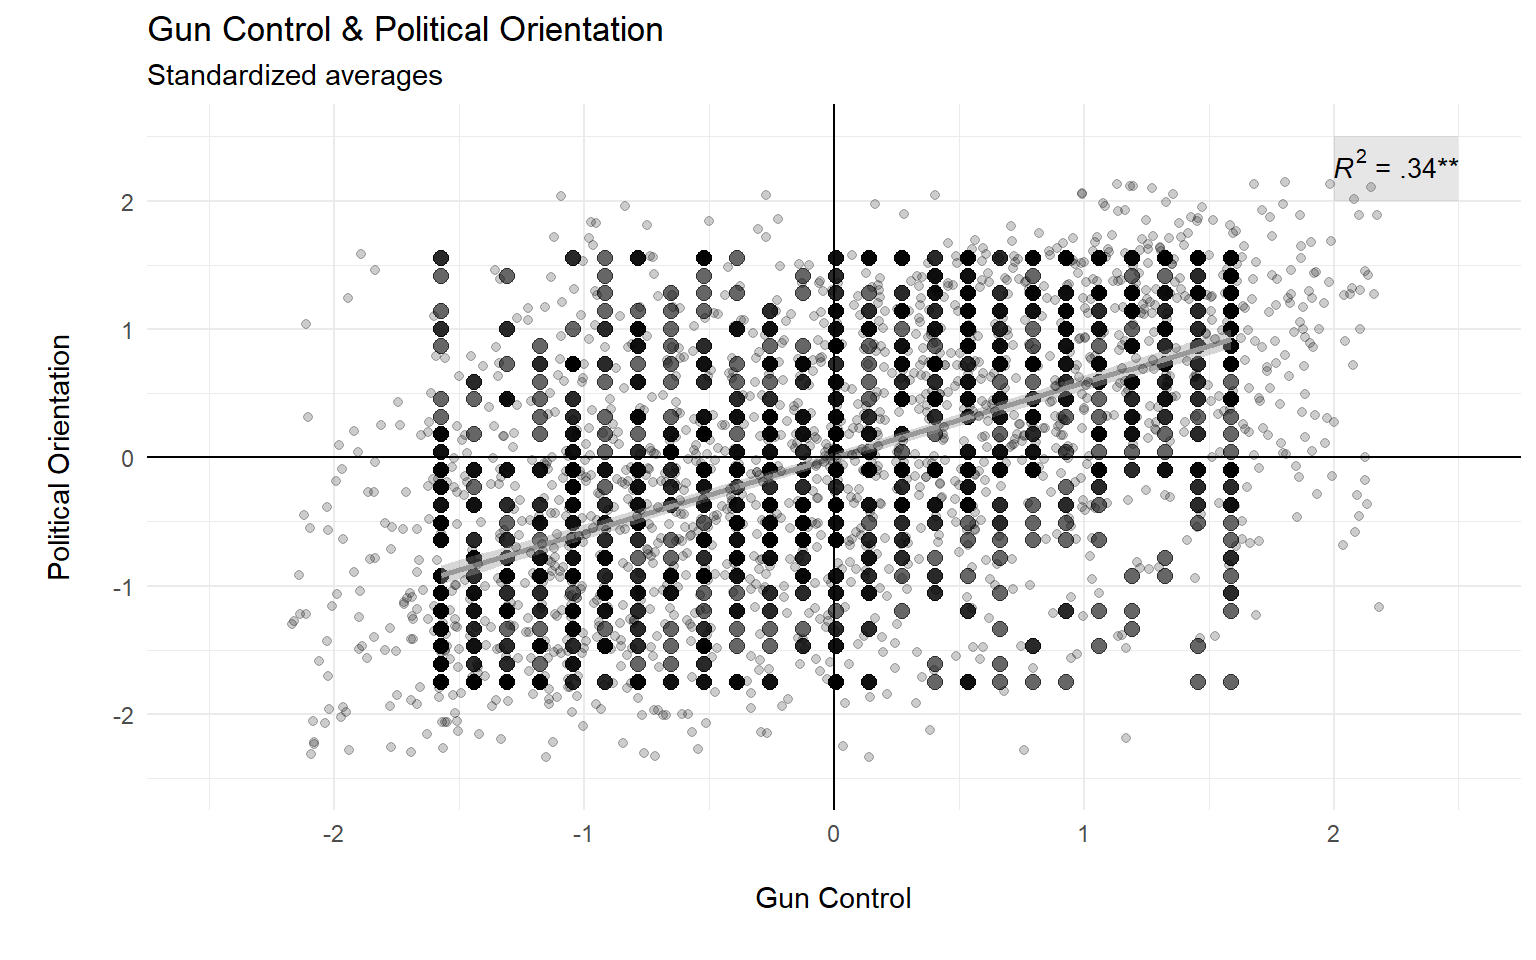 Gun Control & Political Orientation
Standardized averages
R² = .34**
2
1
0
-1
-2
Political Orientation
-2
-1
0
1
2
Gun Control